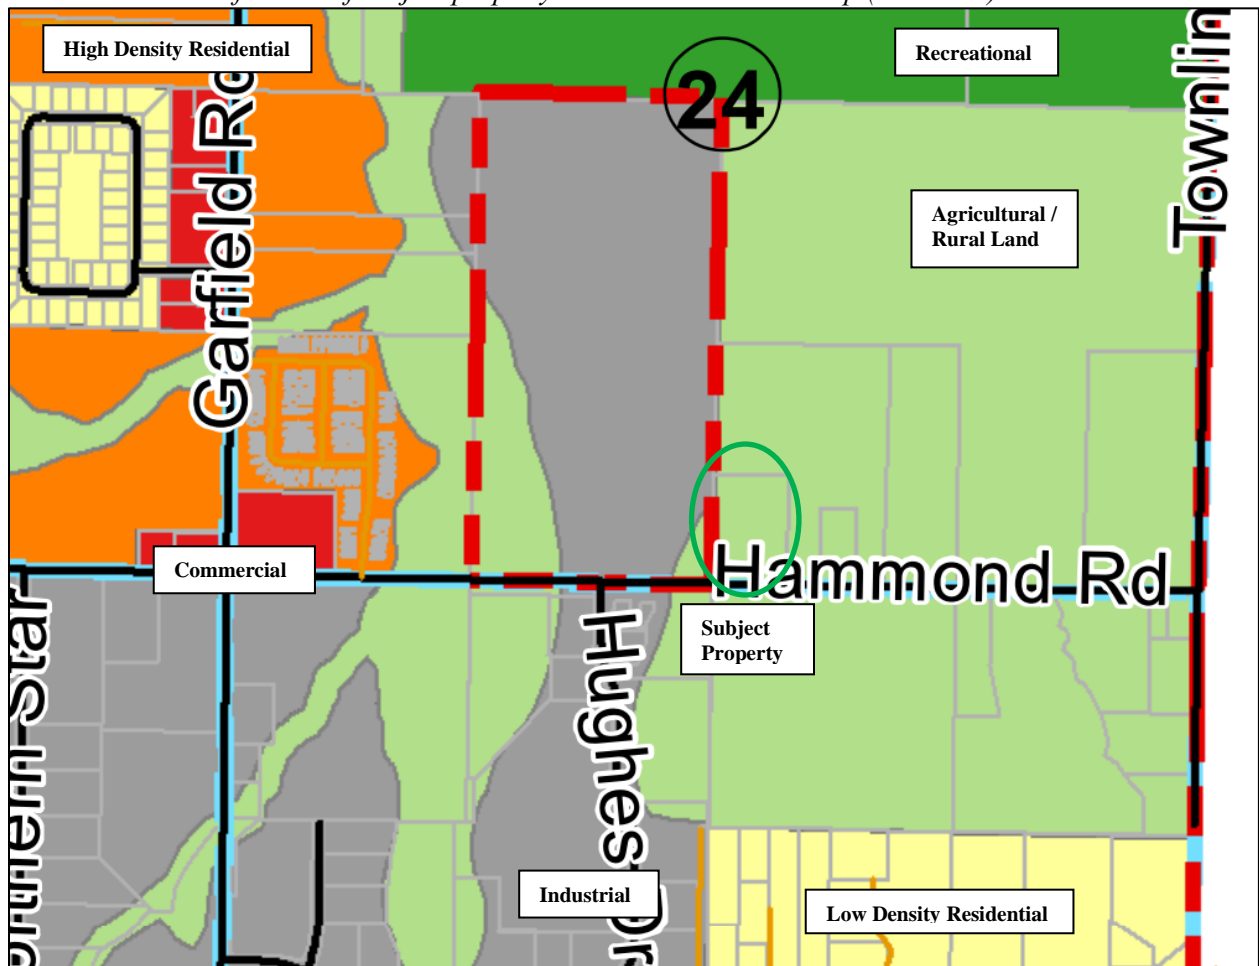 High Density Residential
Recreational
24
Townlin
Garfield Rd
Agricultural /
Rural Land
Commercial
Hammond Rd
Subject
Property
Hughes Dr
Industrial
Low Density Residential